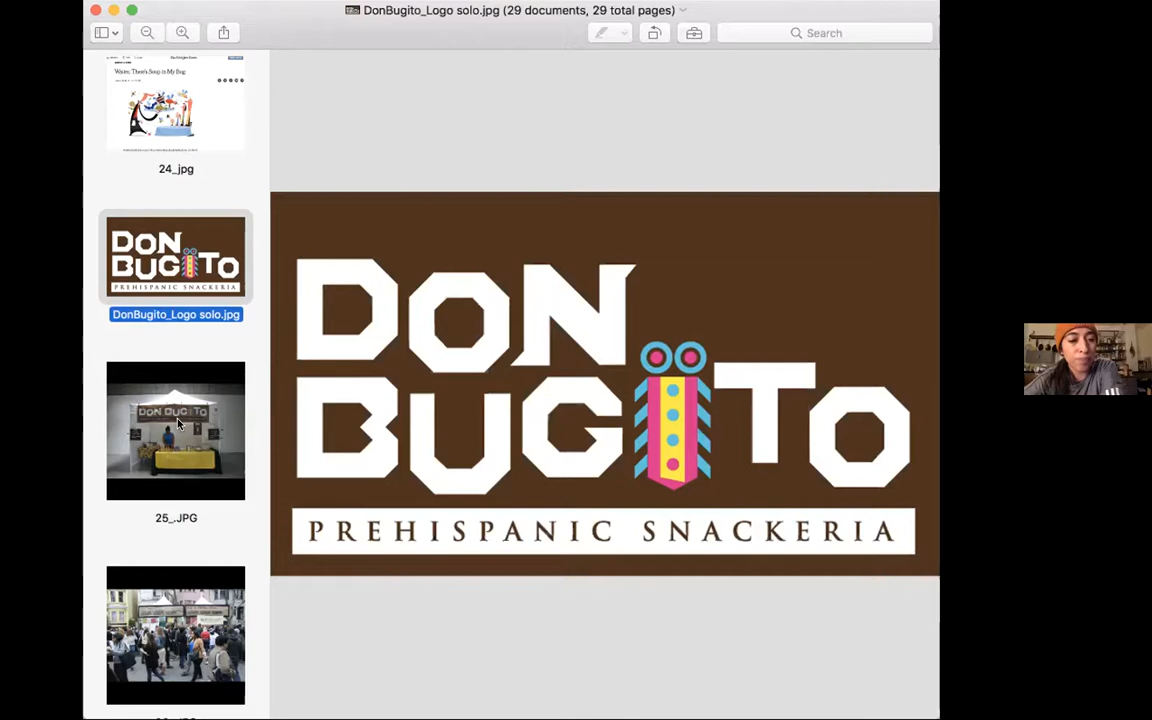 DonBugito_Logo solo.jpg (29 documents, 29 total pages)
Search
Waiter, There's Soup in My Bug
24_jpg
DON
BUGITO
PREHISPANIC SNACKERIA
DonBugito_Logo solo.jpg
DON BUGITO
25_.JPG
DON
BUGITO
PREHISPANIC SNACKERIA